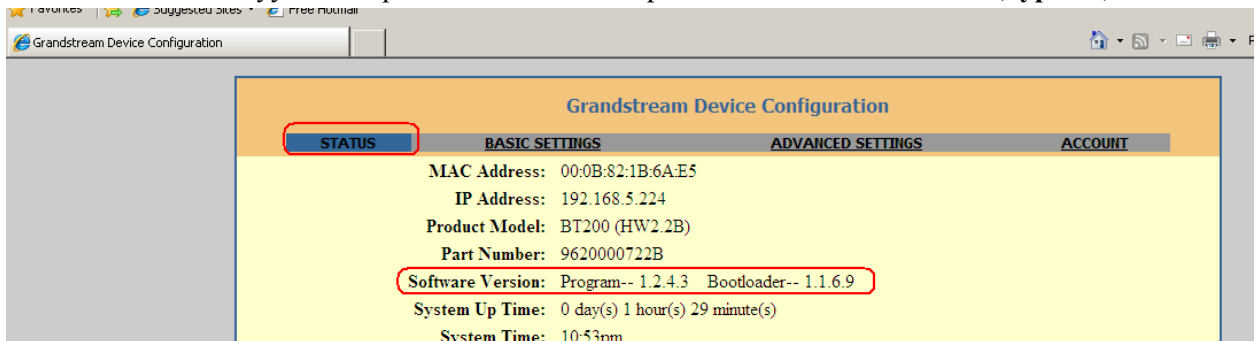 Favorites Suggested Sites Free Hotmail
Grandstream Device Configuration
Grandstream Device Configuration
STATUS BASIC SETTINGS ADVANCED SETTINGS ACCOUNT
MAC Address: 00:0B:82:1B:6A:E5
IP Address: 192.168.5.224
Product Model: BT200 (HW2.2B)
Part Number: 9620000722B
Software Version: Program-- 1.2.4.3 Bootloader-- 1.1.6.9
System Up Time: 0 day(s) 1 hour(s) 29 minute(s)
System Time: 10:53pm